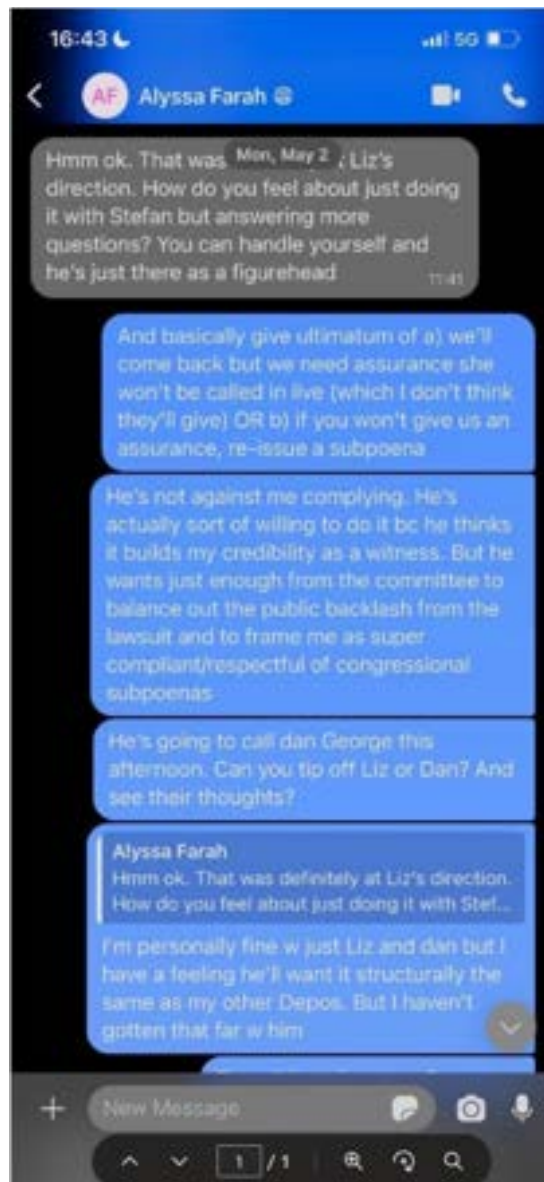 16:43
5G
AF Alyssa Farah
Mon, May 2
Hmm ok. That was Liz's
direction. How do you feel about just doing
it with Stefan but answering more
questions? You can handle yourself and
he's just there as a figurehead
11:41
And basically give ultimatum of a) we'll
come back but we need assurance she
won't be called in live (which I don't think
they'll give) OR b) if you won't give us an
assurance, re-issue a subpoena
He's not against me complying. He's
actually sort of willing to do it bc he thinks
it builds my credibility as a witness. But he
wants just enough from the committee to
balance out the public backlash from the
lawsuit and to frame me as super
compliant/respectful of congressional
subpoenas
He's going to call dan George this
afternoon. Can you tip off Liz or Dan? And
see their thoughts?
Alyssa Farah
Hmm ok. That was definitely at Liz's direction.
How do you feel about just doing it with Stef...
I'm personally fine w just Liz and dan but I
have a feeling he'll want it structurally the
same as my other Depos. But I haven't
gotten that far w him
New Message
1 / 1